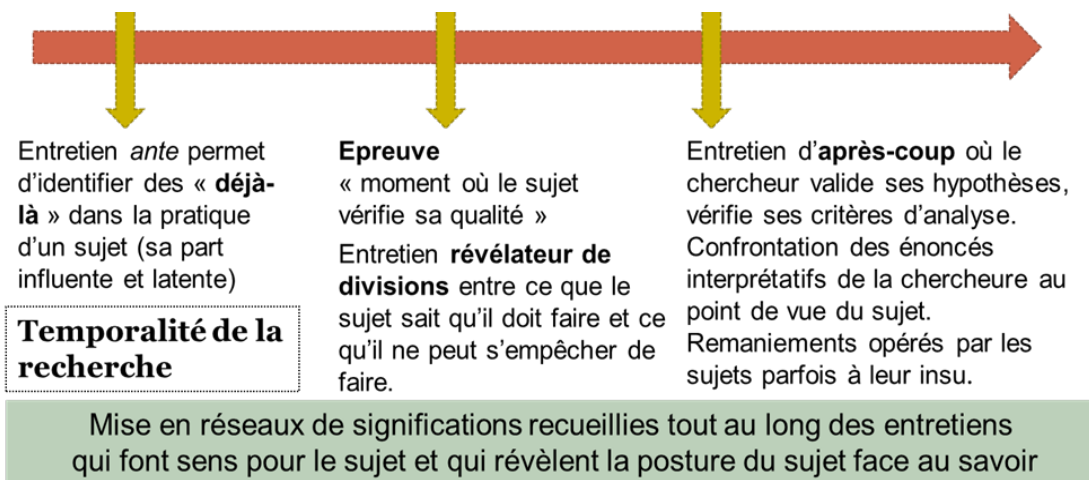 Entretien ante permet
d'identifier des « déjà-
là » dans la pratique
d'un sujet (sa part
influente et latente)
Temporalité de la
recherche
Epreuve
« moment où le sujet
vérifie sa qualité »
Entretien révélateur de
divisions entre ce que le
sujet sait qu'il doit faire et ce
qu'il ne peut s'empêcher de
faire.
Entretien d'après-coup où le
chercheur valide ses hypothèses,
vérifie ses critères d'analyse.
Confrontation des énoncés
interprétatifs de la chercheure au
point de vue du sujet.
Remaniements opérés par les
sujets parfois à leur insu.
Mise en réseaux de significations recueillies tout au long des entretiens
qui font sens pour le sujet et qui révèlent la posture du sujet face au savoir